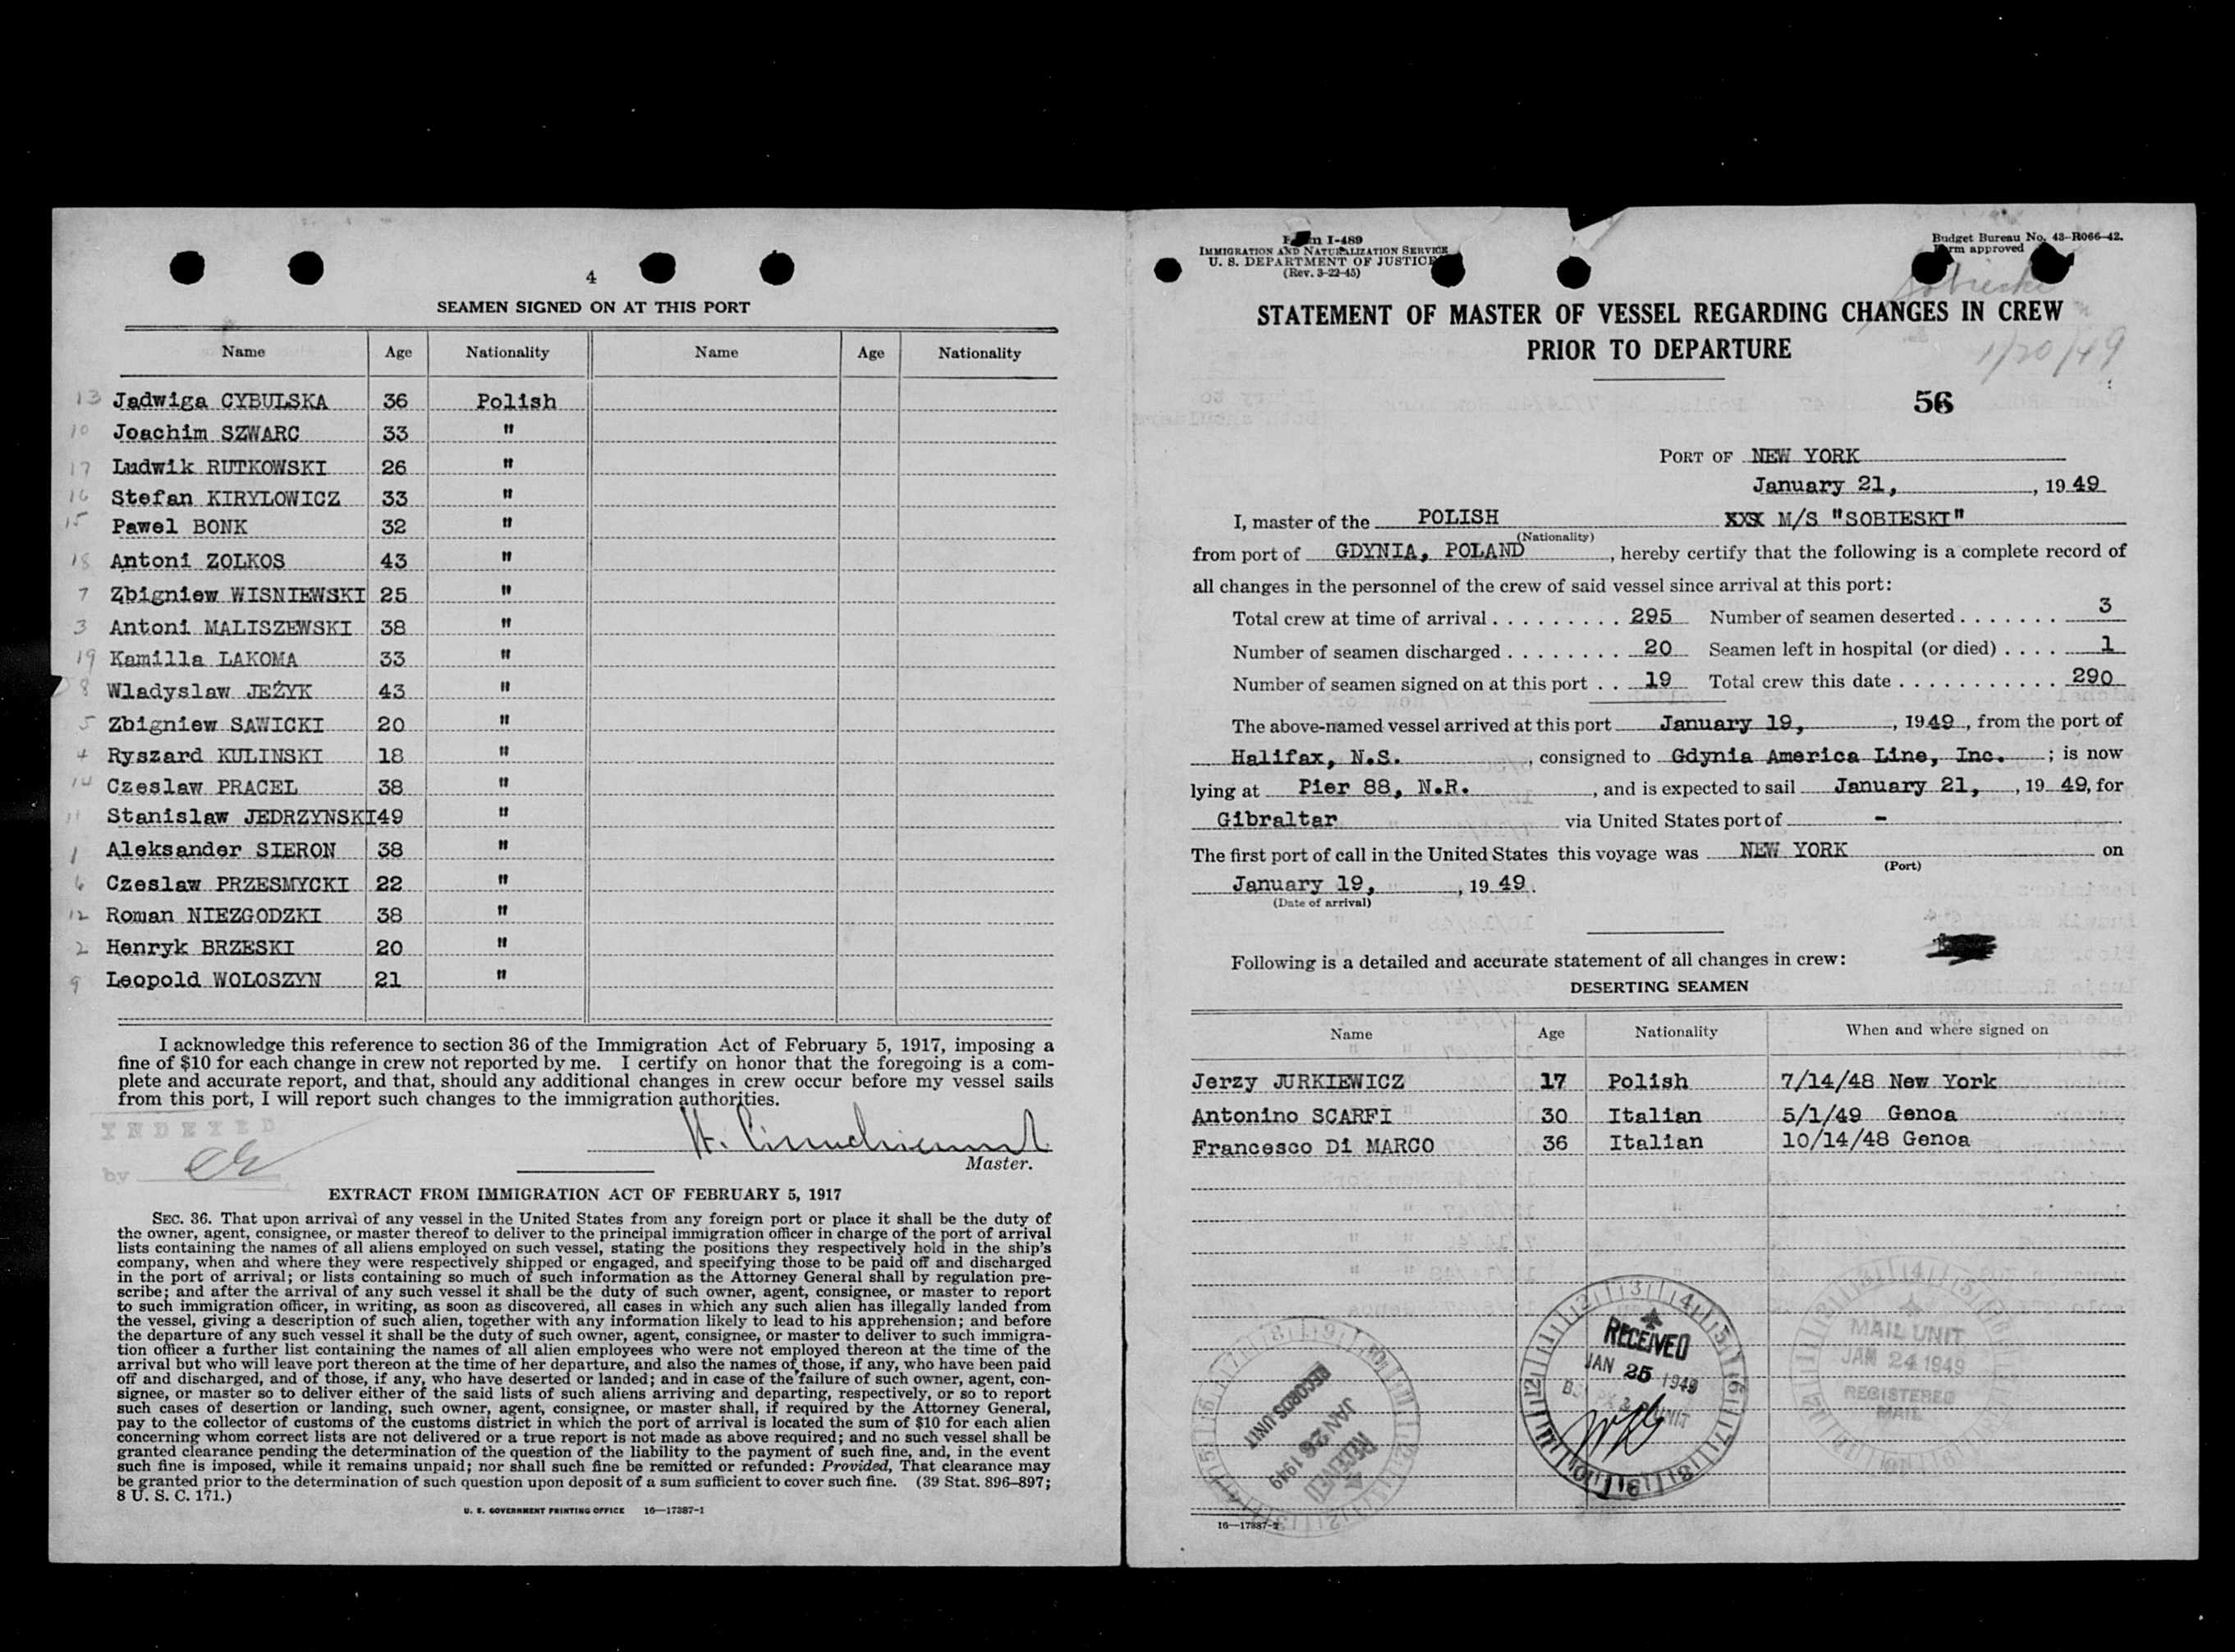 4
SEAMEN SIGNED ON AT THIS PORT
Name Age Nationality Name Age Nationality
13 Jadwiga CYBULSKA 36 Polish
10 Joachim SZWARC 33 "
17 Ludwik RUTKOWSKI 26 "
16 Stefan KIRYLOWICZ 33 "
15 Pawel BONK 32 "
18 Antoni ZOLKOS 43 "
7 Zbigniew WISNIEWSKI 25 "
3 Antoni MALISZEWSKI 38 "
19 Kamilla LAKOMA 33 "
8 Wladyslaw JEŻYK 43 "
5 Zbigniew SAWICKI 20 "
4 Ryszard KULINSKI 18 "
14 Czeslaw PRACEL 38 "
11 Stanislaw JEDRZYNSKI 49 "
1 Aleksander SIERON 38 "
6 Czeslaw PRZESMYCKI 22 "
12 Roman NIEZGODZKI 38 "
2 Henryk BRZESKI 20 "
9 Leopold WOLOSZYN 21 "
I acknowledge this reference to section 36 of the Immigration Act of February 5, 1917, imposing a
fine of $10 for each change in crew not reported by me. I certify on honor that the foregoing is a com-
plete and accurate report, and that, should any additional changes in crew occur before my vessel sails
from this port, I will report such changes to the immigration authorities.
INDEXED
by
Master.
EXTRACT FROM IMMIGRATION ACT OF FEBRUARY 5, 1917
SEC. 36. That upon arrival of any vessel in the United States from any foreign port or place it shall be the duty of
the owner, agent, consignee, or master thereof to deliver to the principal immigration officer in charge of the port of arrival
lists containing the names of all aliens employed on such vessel, stating the positions they respectively hold in the ship's
company, when and where they were respectively shipped or engaged, and specifying those to be paid off and discharged
in the port of arrival; or lists containing so much of such information as the Attorney General shall by regulation pre-
scribe; and after the arrival of any such vessel it shall be the duty of such owner, agent, consignee, or master to report
to such immigration officer, in writing, as soon as discovered, all cases in which any such alien has illegally landed from
the vessel, giving a description of such alien, together with any information likely to lead to his apprehension; and before
the departure of any such vessel it shall be the duty of such owner, agent, consignee, or master to deliver to such immigra-
tion officer a further list containing the names of all alien employees who were not employed thereon at the time of the
arrival but who will leave port thereon at the time of her departure, and also the names of those, if any, who have been paid
off and discharged, and of those, if any, who have deserted or landed; and in case of the failure of such owner, agent, con-
signee, or master so to deliver either of the said lists of such aliens arriving and departing, respectively, or so to report
such cases of desertion or landing, such owner, agent, consignee, or master shall, if required by the Attorney General,
pay to the collector of customs of the customs district in which the port of arrival is located the sum of $10 for each alien
concerning whom correct lists are not delivered or a true report is not made as above required; and no such vessel shall be
granted clearance pending the determination of the question of the liability to the payment of such fine, and, in the event
such fine is imposed, while it remains unpaid; nor shall such fine be remitted or refunded: Provided, That clearance may
be granted prior to the determination of such question upon deposit of a sum sufficient to cover such fine. (39 Stat. 896–897;
8 U. S. C. 171.)
U. S. GOVERNMENT PRINTING OFFICE 16—17387-1
Form I-489
IMMIGRATION AND NATURALIZATION SERVICE
U. S. DEPARTMENT OF JUSTICE
(Rev. 3-22-45)
Budget Bureau No. 43-R066-42.
Form approved
Sobieski
1/20/49
STATEMENT OF MASTER OF VESSEL REGARDING CHANGES IN CREW
PRIOR TO DEPARTURE
56
PORT OF NEW YORK
January 21, , 19 49
I, master of the POLISH XXX M/S "SOBIESKI"
(Nationality)
from port of GDYNIA, POLAND , hereby certify that the following is a complete record of
all changes in the personnel of the crew of said vessel since arrival at this port:
Total crew at time of arrival . . . . . . . . . 295 Number of seamen deserted . . . . . . . 3
Number of seamen discharged . . . . . . . . 20 Seamen left in hospital (or died) . . . . 1
Number of seamen signed on at this port . . 19 Total crew this date . . . . . . . . . . . 290
The above-named vessel arrived at this port January 19, , 19 49 , from the port of
Halifax, N.S. , consigned to Gdynia America Line, Inc. ; is now
lying at Pier 88, N.R. , and is expected to sail January 21, , 19 49, for
Gibraltar via United States port of - .
The first port of call in the United States this voyage was NEW YORK on
(Port)
January 19, , 19 49 .
(Date of arrival)
Following is a detailed and accurate statement of all changes in crew:
DESERTING SEAMEN
Name Age Nationality When and where signed on
Jerzy JURKIEWICZ 17 Polish 7/14/48 New York
Antonino SCARFI 30 Italian 5/1/49 Genoa
Francesco Di MARCO 36 Italian 10/14/48 Genoa
RECORDS UNIT
JAN 26 1949
RECEIVED
RECEIVED
JAN 25 1949
UNIT
MAIL UNIT
JAN 24 1949
REGISTERED
MAIL
16—17387-1